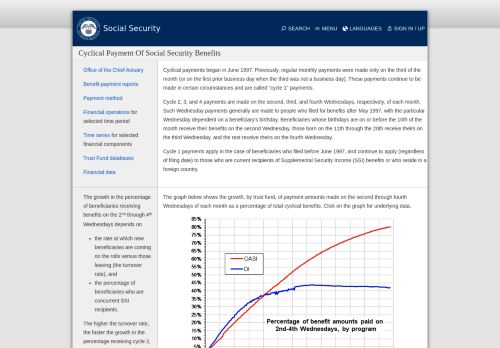 Social Security
SEARCH
MENU
LANGUAGES
SIGN IN / UP
Cyclical Payment Of Social Security Benefits
Office of the Chief Actuary
Benefit payment reports
Payment method
Financial operations for
selected time period
Time series for selected
financial components
Trust Fund databases
Financial data
Cyclical payments began in June 1997. Previously, regular monthly payments were made only on the third of the
month (or on the first prior business day when the third was not a business day). These payments continue to be
made in certain circumstances and are called "cycle 1" payments.
Cycle 2, 3, and 4 payments are made on the second, third, and fourth Wednesdays, respectively, of each month.
Such Wednesday payments generally are made to people who filed for benefits after May 1997, with the particular
Wednesday dependent on a beneficiary's birthday. Beneficiaries whose birthdays are on or before the 10th of the
month receive their benefits on the second Wednesday, those born on the 11th through the 20th receive theirs on
the third Wednesday, and the rest receive theirs on the fourth Wednesday.
Cycle 1 payments apply in the case of beneficiaries who filed before June 1997, and continue to apply (regardless
of filing date) to those who are current recipients of Supplemental Security Income (SSI) benefits or who reside in a
foreign country.
The growth in the percentage
of beneficiaries receiving
benefits on the 2nd through 4th
Wednesdays depends on
the rate at which new
beneficiaries are coming
on the rolls versus those
leaving (the turnover
rate), and
the percentage of
beneficiaries who are
concurrent SSI
recipients.
The higher the turnover rate,
the faster the growth in the
percentage receiving cycle 2,
The graph below shows the growth, by trust fund, of payment amounts made on the second through fourth
Wednesdays of each month as a percentage of total cyclical benefits. Click on the graph for underlying data.
85%
80%
75%
70%
65%
60%
55%
50%
45%
40%
35%
30%
25%
20%
15%
10%
5%
OASI
DI
Percentage of benefit amounts paid on
2nd-4th Wednesdays, by program